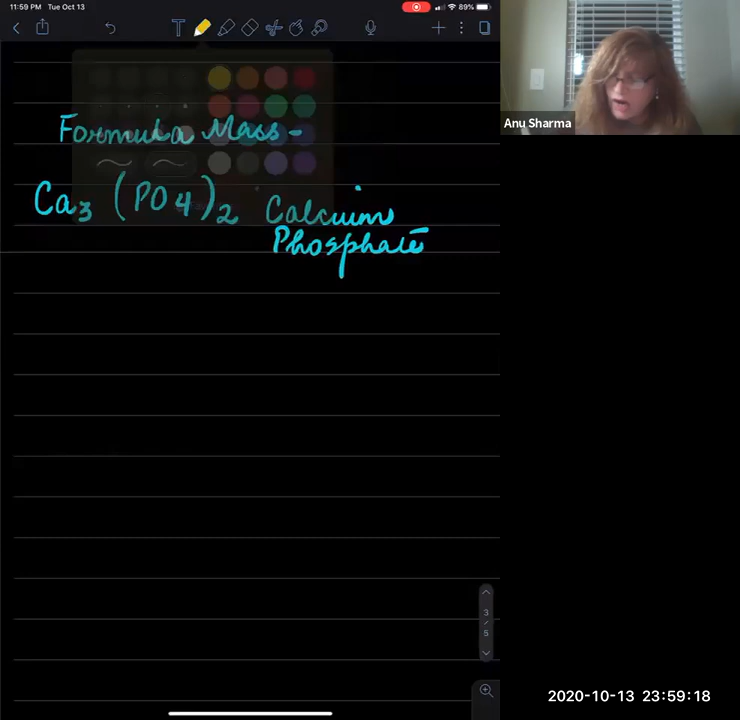 11:59 PM Tue Oct 13
89%
Anu Sharma
Formula Mass -
Ca3 (PO4)2 Calcium
Phosphate
3
/
5
2020-10-13 23:59:18